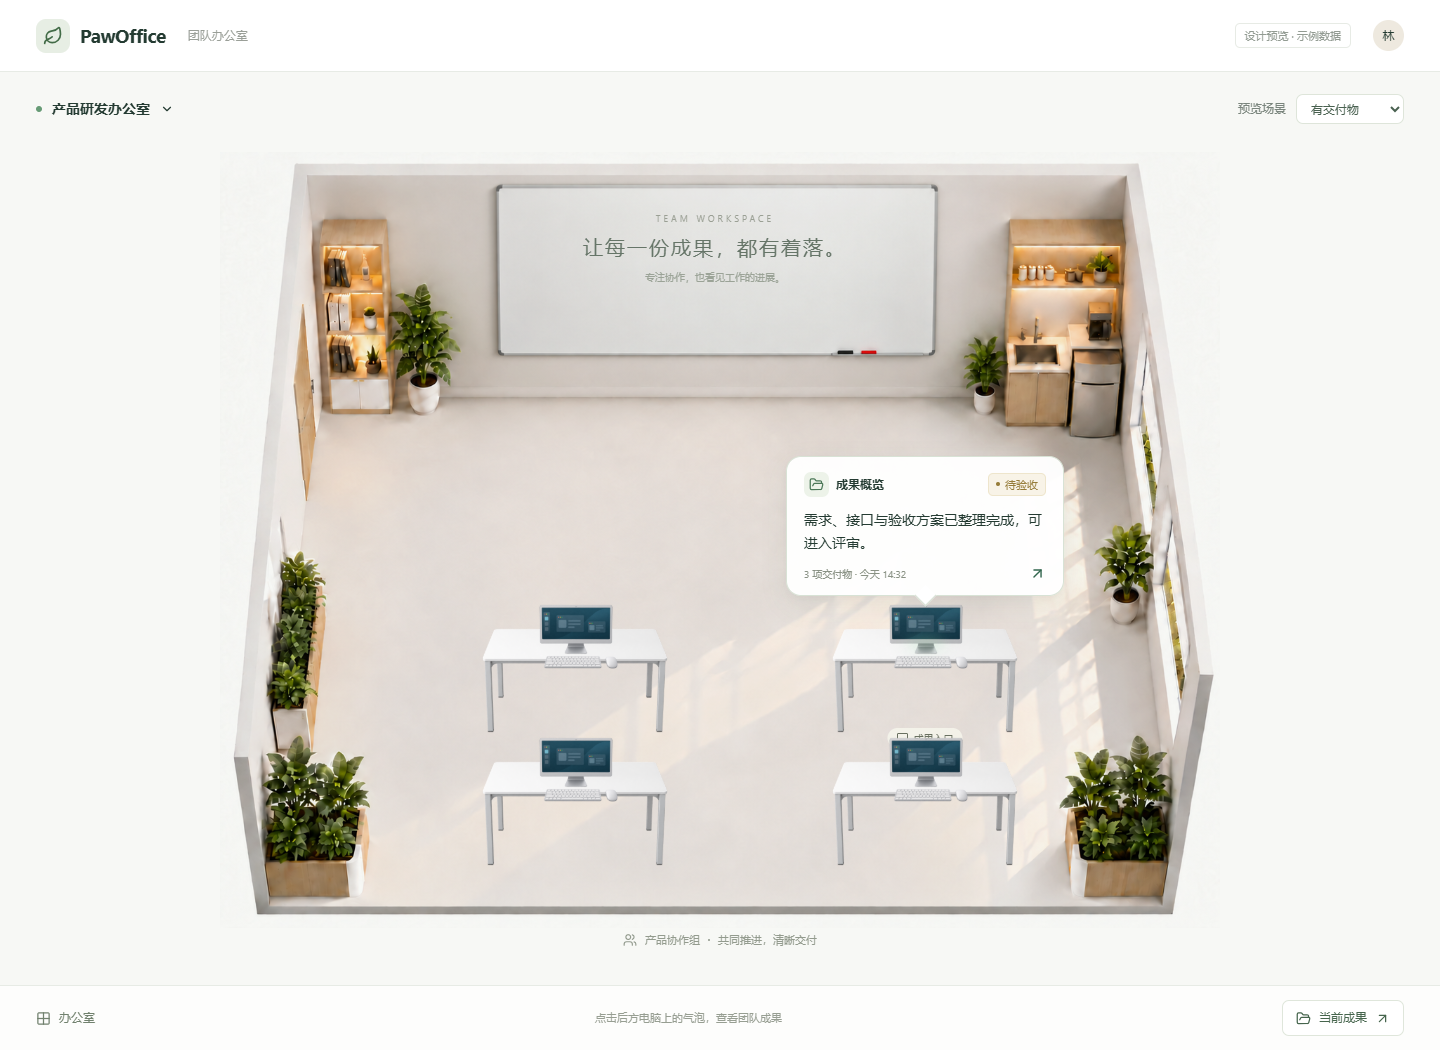 PawOffice
团队办公室
设计预览 · 示例数据
林
产品研发办公室
预览场景
有交付物
TEAM WORKSPACE
让每一份成果，都有着落。
专注协作，也看见工作的进展。
成果概览
待验收
需求、接口与验收方案已整理完成，可
进入评审。
3 项交付物 · 今天 14:32
产品协作组 · 共同推进，清晰交付
办公室
点击后方电脑上的气泡，查看团队成果
当前成果